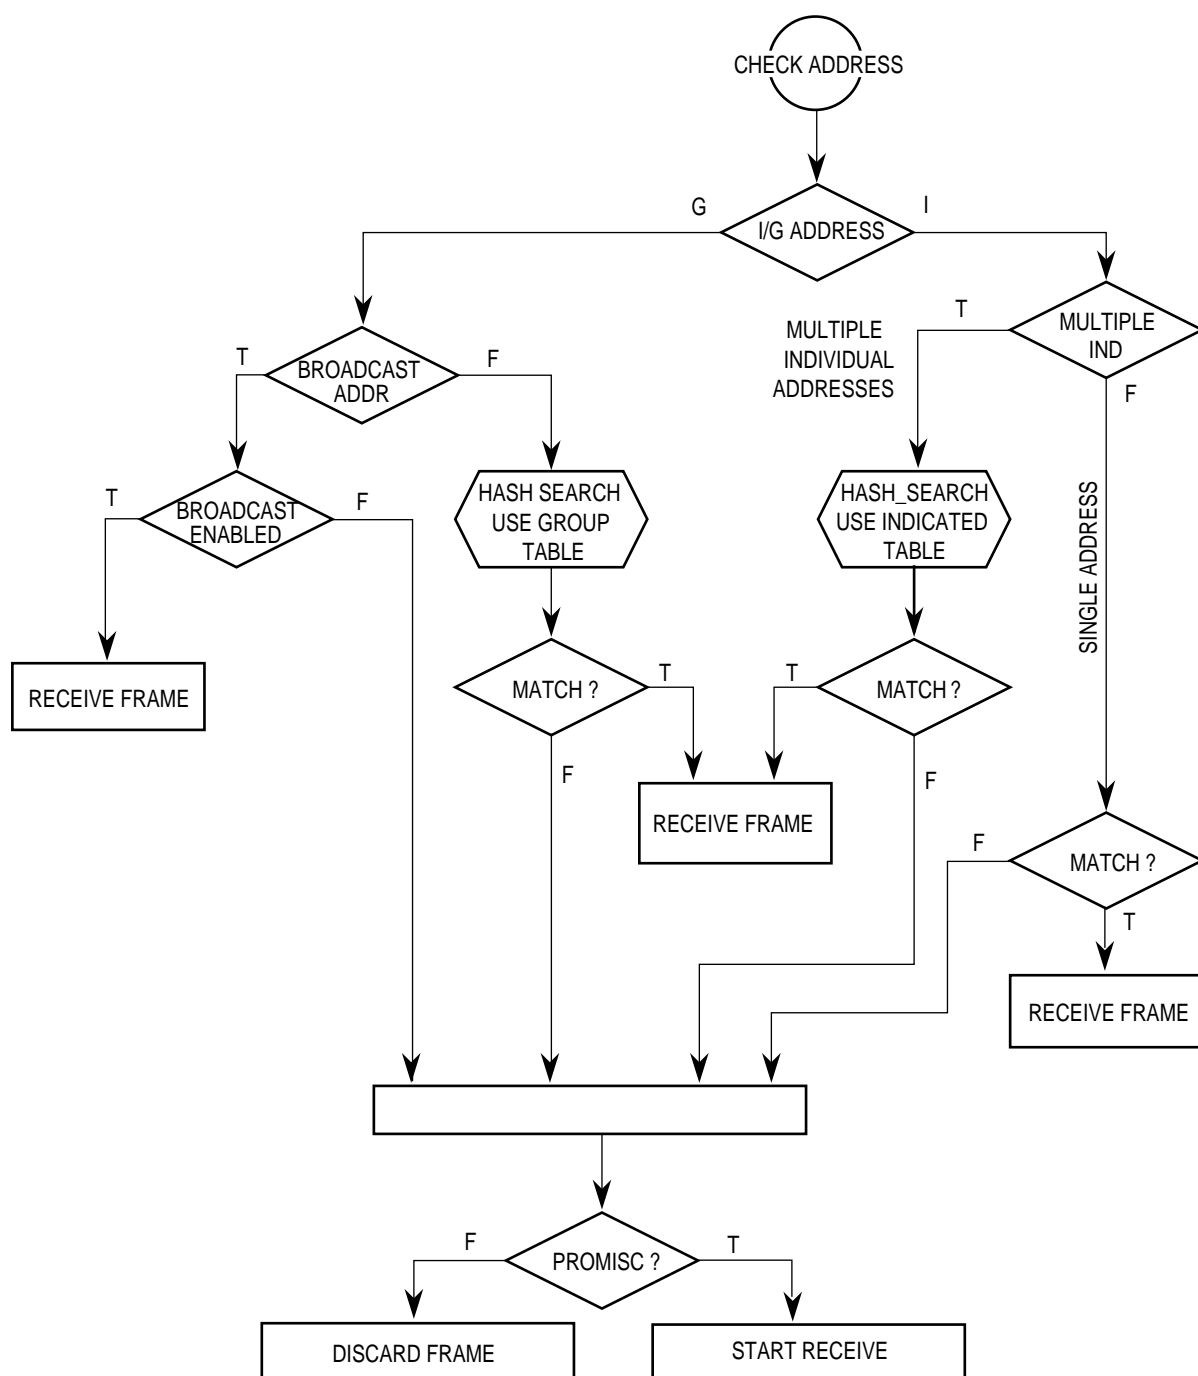 CHECK ADDRESS
G
I
I/G ADDRESS
T
MULTIPLE
IND
MULTIPLE
INDIVIDUAL
ADDRESSES
F
T
BROADCAST
ADDR
F
T
BROADCAST
ENABLED
F
HASH SEARCH
USE GROUP
TABLE
HASH_SEARCH
USE INDICATED
TABLE
SINGLE ADDRESS
RECEIVE FRAME
MATCH ?
T
T
MATCH ?
F
F
RECEIVE FRAME
F
MATCH ?
T
RECEIVE FRAME
F
PROMISC ?
T
DISCARD FRAME
START RECEIVE